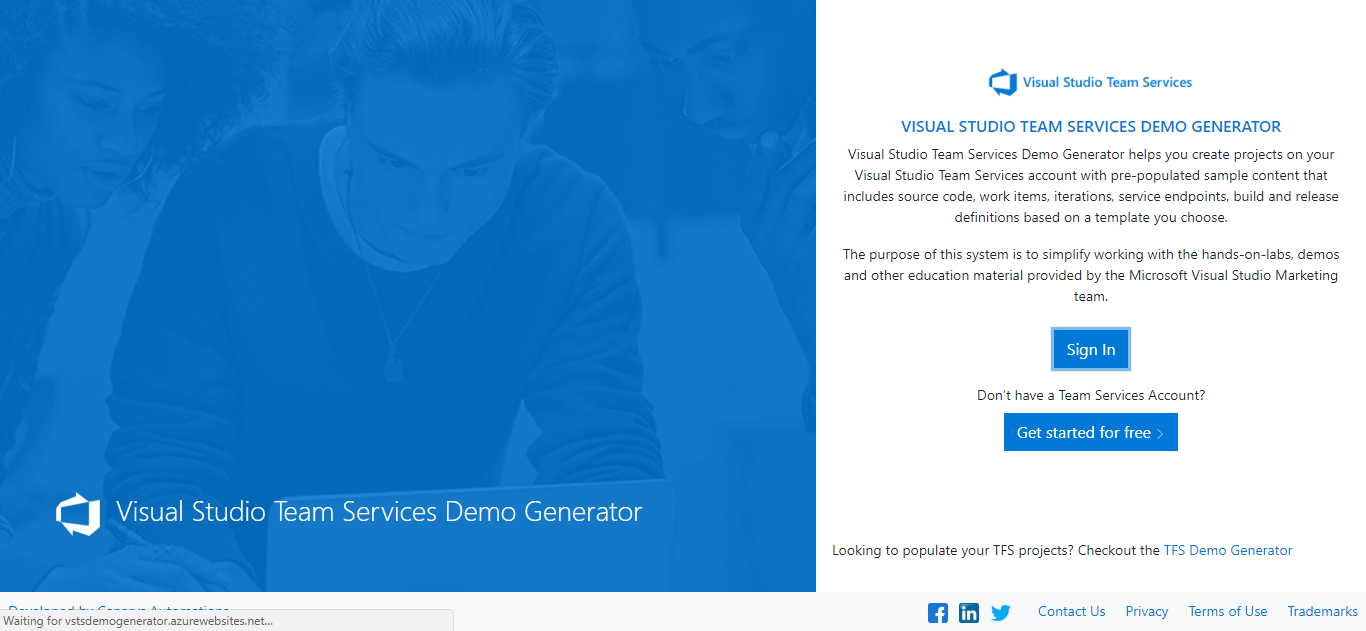 Visual Studio Team Services Demo Generator
Visual Studio Team Services
VISUAL STUDIO TEAM SERVICES DEMO GENERATOR
Visual Studio Team Services Demo Generator helps you create projects on your
Visual Studio Team Services account with pre-populated sample content that
includes source code, work items, iterations, service endpoints, build and release
definitions based on a template you choose.
The purpose of this system is to simplify working with the hands-on-labs, demos
and other education material provided by the Microsoft Visual Studio Marketing
team.
Sign In
Don't have a Team Services Account?
Get started for free >
Looking to populate your TFS projects? Checkout the TFS Demo Generator
Developed by Automations
Waiting for vstsdemogenerator.azurewebsites.net...
Contact Us Privacy Terms of Use Trademarks